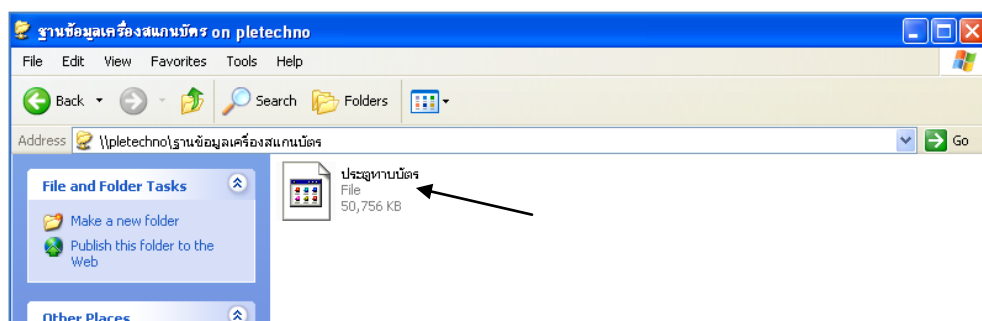 ฐานข้อมูลเครื่องสแกนบัตร on pletechno
File Edit View Favorites Tools Help
Back Search Folders
Address \\pletechno\ฐานข้อมูลเครื่องสแกนบัตร Go
File and Folder Tasks
Make a new folder
Publish this folder to the
Web
Other Places
ประตูทาบบัตร
File
50,756 KB